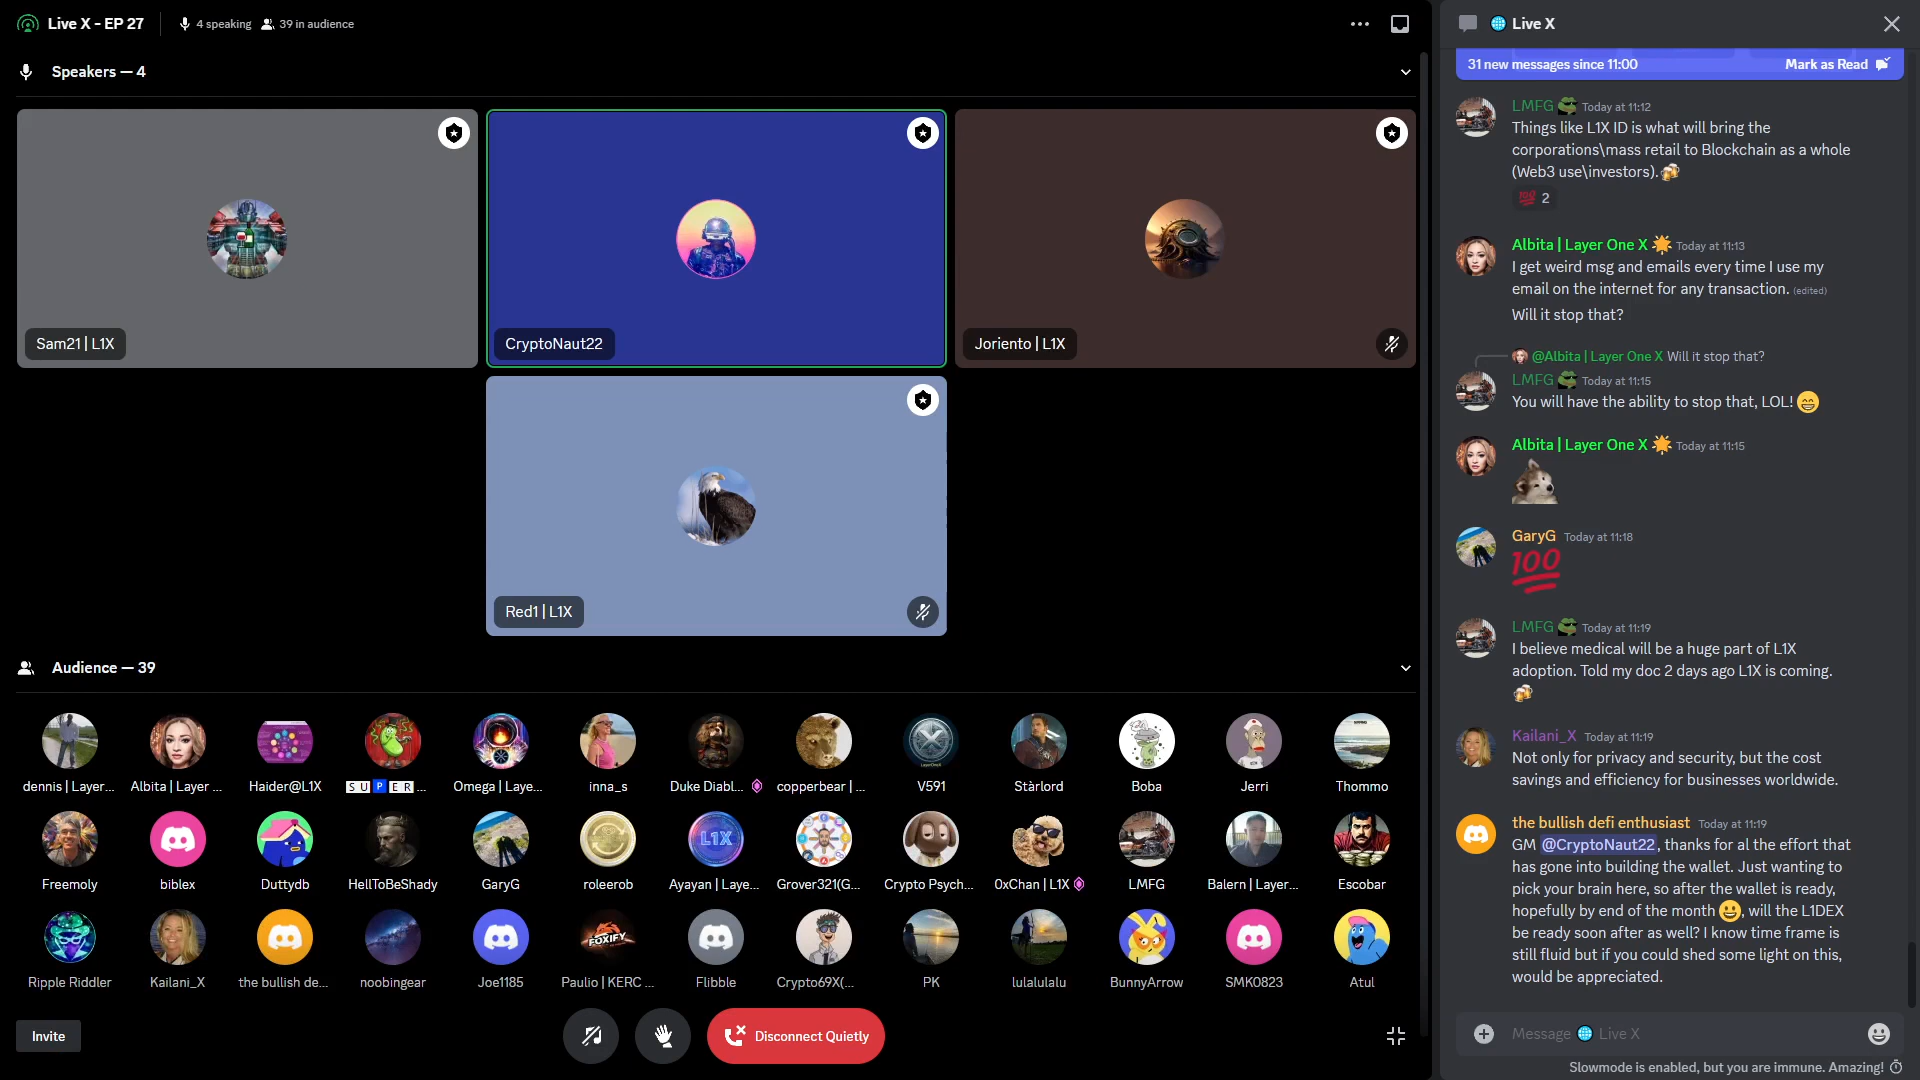 Live X - EP 27
4 speaking
39 in audience
Speakers — 4
Sam21 | L1X
CryptoNaut22
Joriento | L1X
Red1 | L1X
Audience — 39
dennis | Layer...
Albita | Layer ...
Haider@L1X
SUPER ...
Omega | Laye...
inna_s
Duke Diabl...
copperbear | ...
V591
Stàrlord
Boba
Jerri
Thommo
Freemoly
biblex
Duttydb
HellToBeShady
GaryG
roleerob
L1X
Ayayan | Laye...
Grover321(G...
Crypto Psych...
0xChan | L1X
LMFG
Balern | Layer...
Escobar
Ripple Riddler
Kailani_X
the bullish de...
noobingear
Joe1185
FOXIFY
Paulio | KERC ...
Flibble
Crypto69X(...
PK
lulalulalu
BunnyArrow
SMK0823
Atul
Invite
Disconnect Quietly
Live X
31 new messages since 11:00
Mark as Read
LMFG Today at 11:12
Things like L1X ID is what will bring the
corporations\mass retail to Blockchain as a whole
(Web3 use\investors).
100 2
Albita | Layer One X Today at 11:13
I get weird msg and emails every time I use my
email on the internet for any transaction. (edited)
Will it stop that?
@Albita | Layer One X Will it stop that?
LMFG Today at 11:15
You will have the ability to stop that, LOL!
Albita | Layer One X Today at 11:15
GaryG Today at 11:18
100
LMFG Today at 11:19
I believe medical will be a huge part of L1X
adoption. Told my doc 2 days ago L1X is coming.
Kailani_X Today at 11:19
Not only for privacy and security, but the cost
savings and efficiency for businesses worldwide.
the bullish defi enthusiast Today at 11:19
GM @CryptoNaut22, thanks for al the effort that
has gone into building the wallet. Just wanting to
pick your brain here, so after the wallet is ready,
hopefully by end of the month, will the L1DEX
be ready soon after as well? I know time frame is
still fluid but if you could shed some light on this,
would be appreciated.
Message Live X
Slowmode is enabled, but you are immune. Amazing!